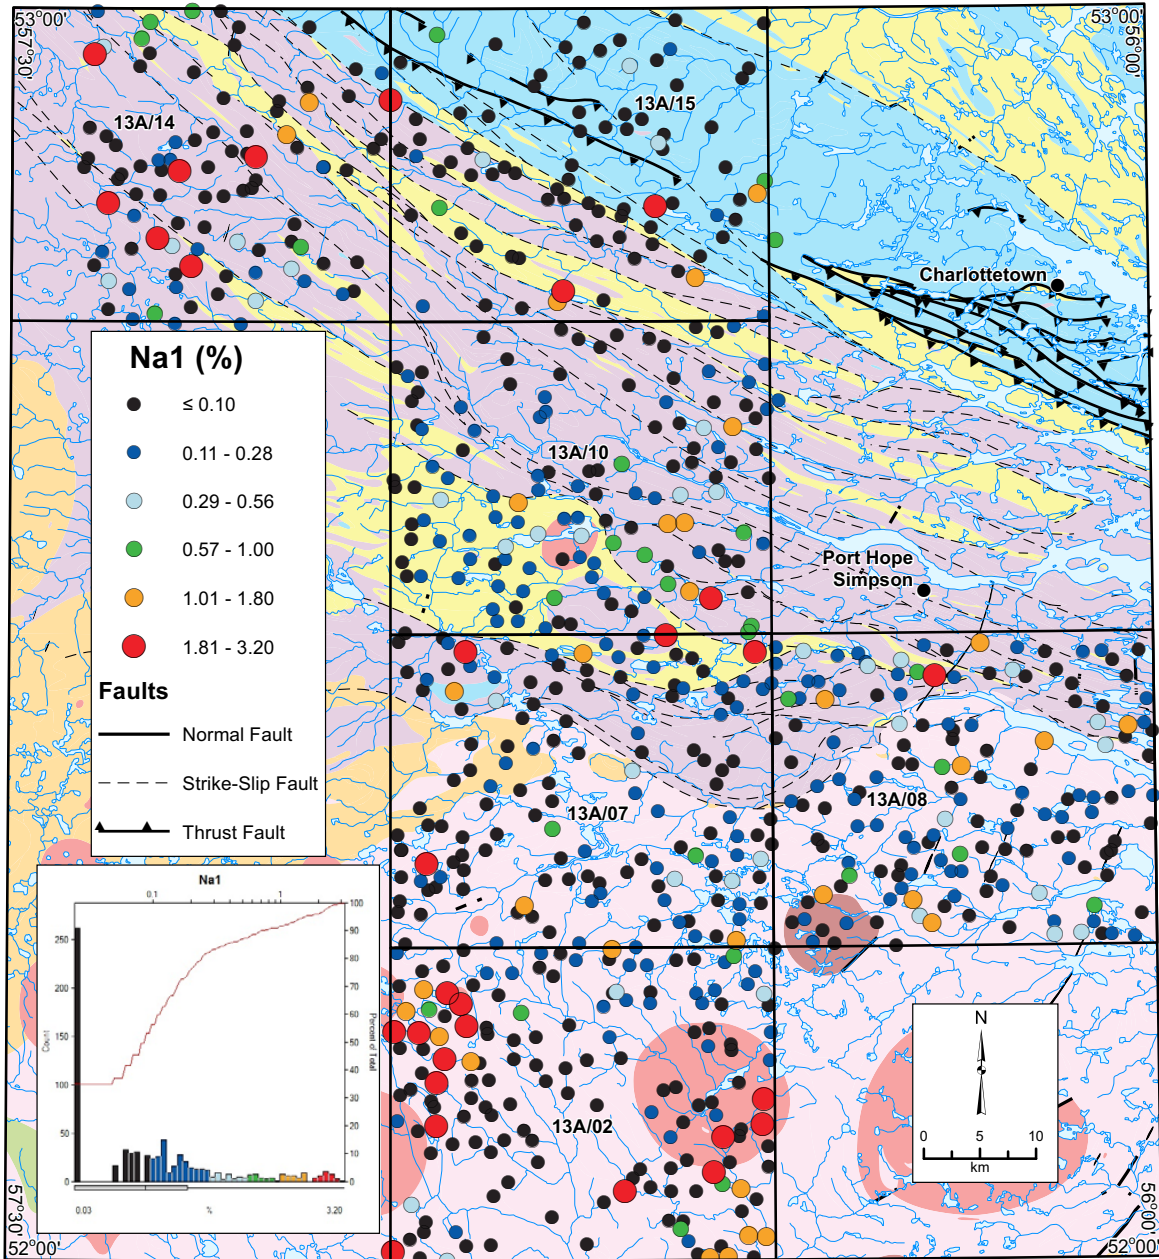 53°00'
57°30'
53°00'
56°00'
13A/14
13A/15
Charlottetown
13A/10
Port Hope
Simpson
13A/07
13A/08
13A/02
Na1 (%)
≤ 0.10
0.11 - 0.28
0.29 - 0.56
0.57 - 1.00
1.01 - 1.80
1.81 - 3.20
Faults
Normal Fault
Strike-Slip Fault
Thrust Fault
Na1
0.1 1
250
200
150
100
50
0
Count
100
90
80
70
60
50
40
30
20
10
0
Percent of Total
0.03 % 3.20
N
0 5 10
km
57°30'
52°00'
56°00'
52°00'